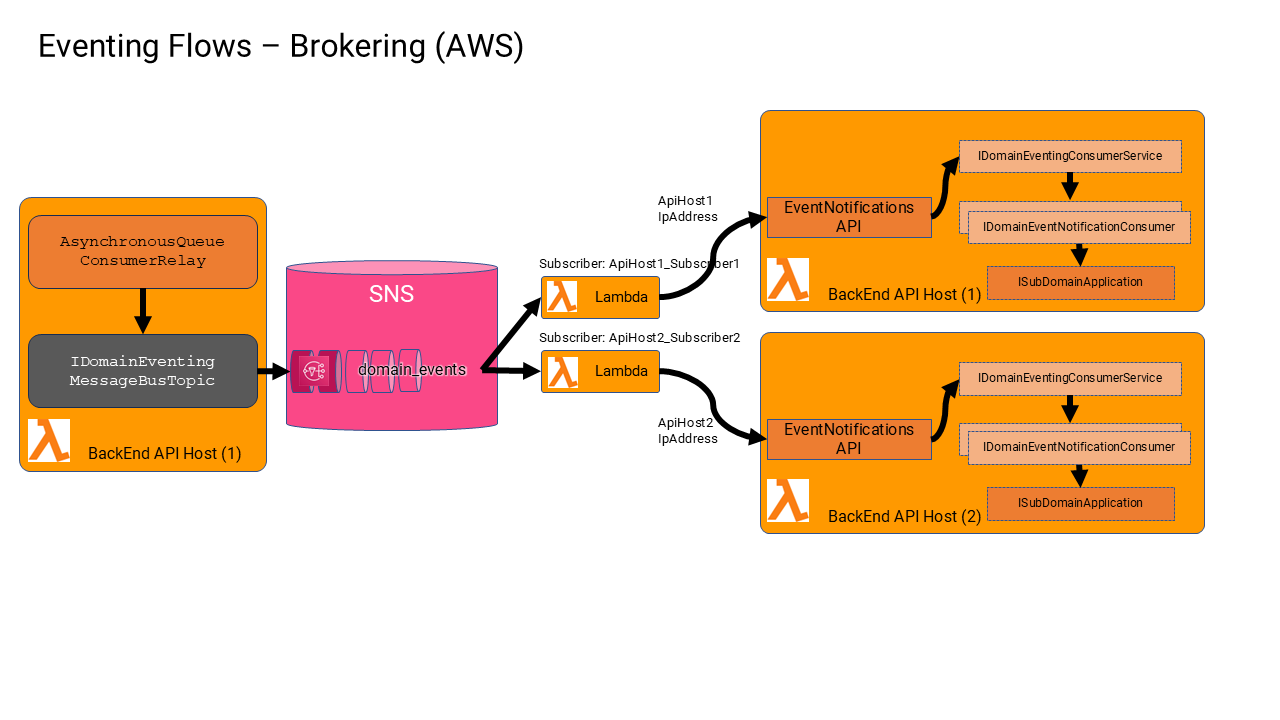 Eventing Flows – Brokering (AWS)
AsynchronousQueue
ConsumerRelay
IDomainEventing
MessageBusTopic
BackEnd API Host (1)
SNS
domain_events
Subscriber: ApiHost1_Subscriber1
Lambda
Subscriber: ApiHost2_Subscriber2
Lambda
ApiHost1
IpAddress
ApiHost2
IpAddress
EventNotifications
API
IDomainEventingConsumerService
IDomainEventNotificationConsumer
ISubDomainApplication
BackEnd API Host (1)
EventNotifications
API
IDomainEventingConsumerService
IDomainEventNotificationConsumer
ISubDomainApplication
BackEnd API Host (2)